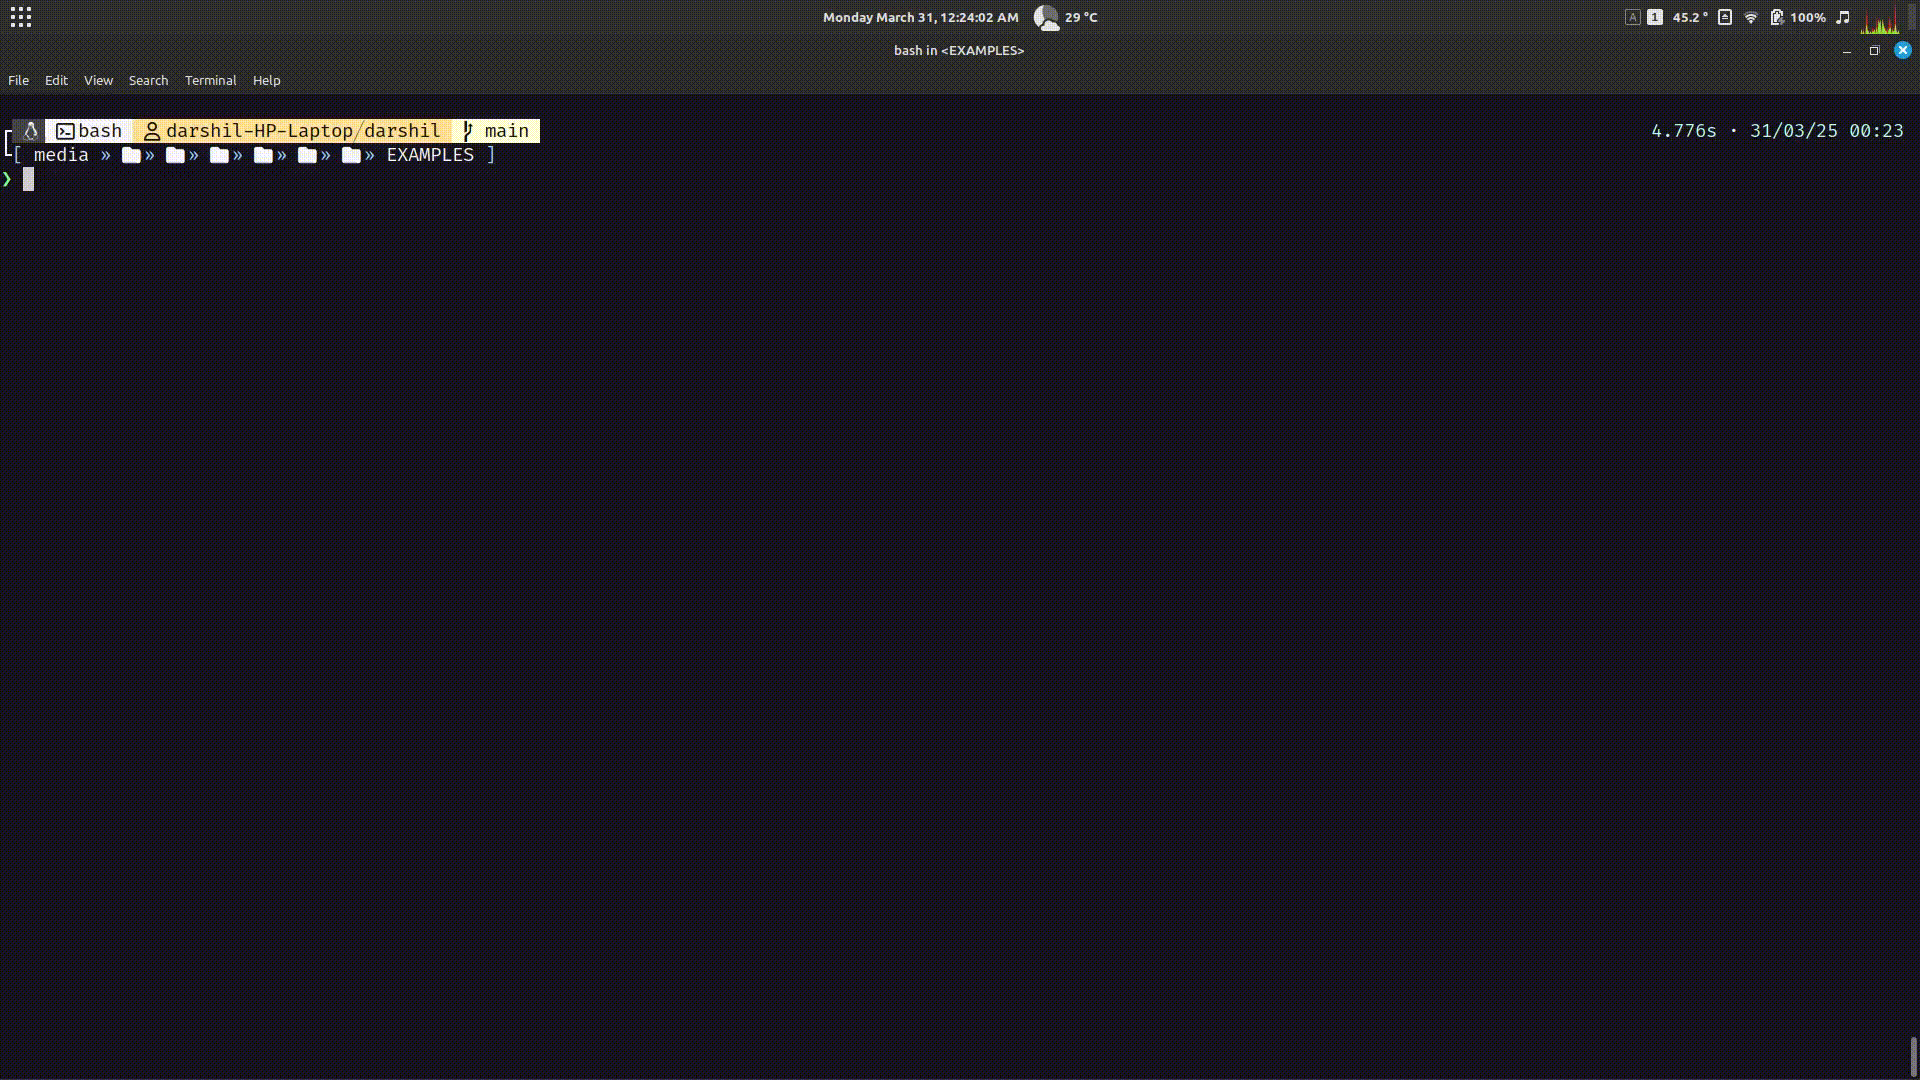 Monday March 31, 12:24:02 AM 29 °C A 1 45.2 ° 100%
bash in <EXAMPLES>
File Edit View Search Terminal Help
bash darshil-HP-Laptop/darshil main 4.776s · 31/03/25 00:23
[ media » » » » » » » EXAMPLES ]
❯